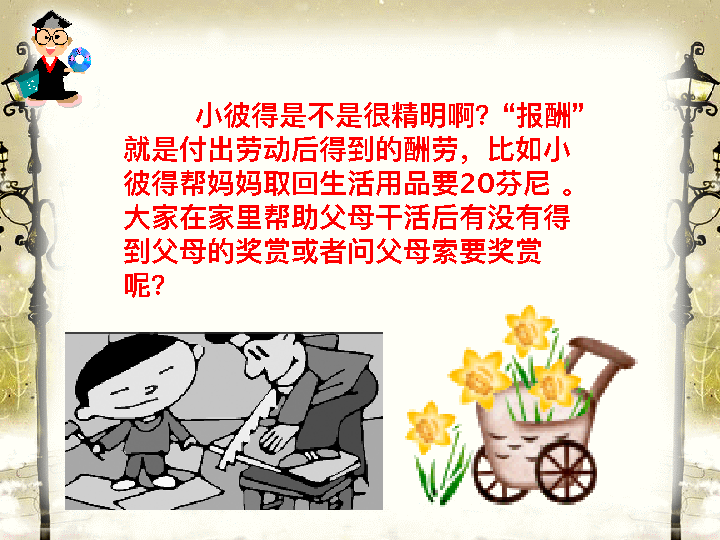 小彼得是不是很精明啊？“报酬”
就是付出劳动后得到的酬劳，比如小
彼得帮妈妈取回生活用品要20芬尼 。
大家在家里帮助父母干活后有没有得
到父母的奖赏或者问父母索要奖赏
呢？